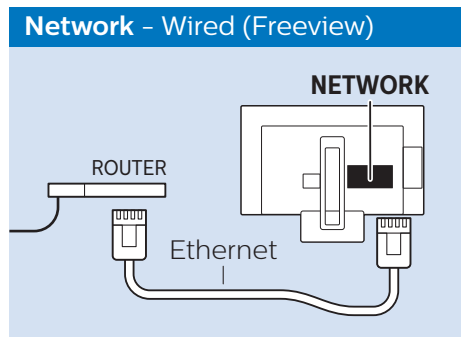 Network - Wired (Freeview)
NETWORK
ROUTER
Ethernet